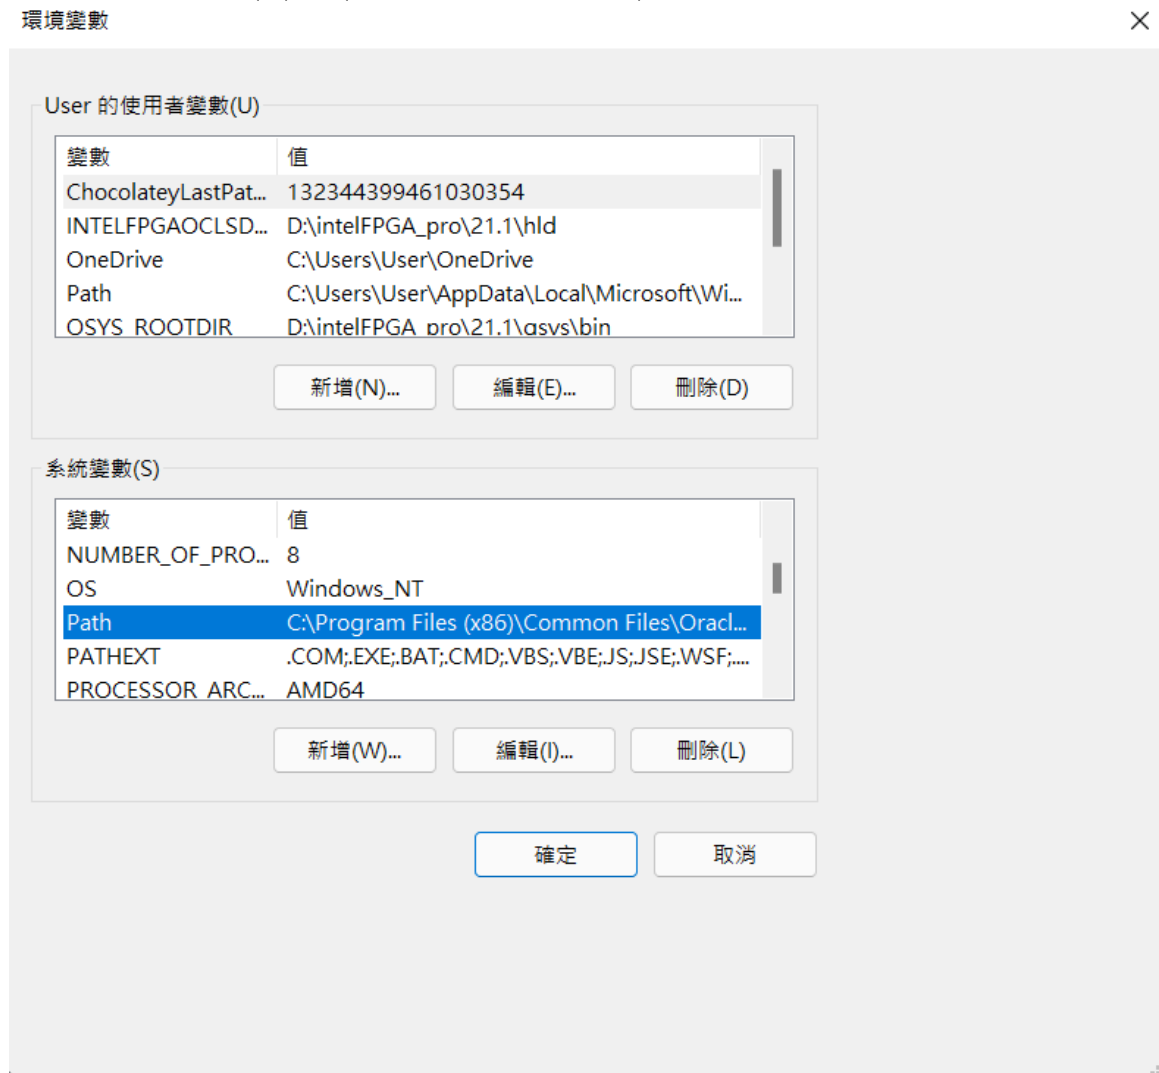 環境變數
User 的使用者變數(U)
變數 值
ChocolateyLastPat... 132344399461030354
INTELFPGAOCLSD... D:\intelFPGA_pro\21.1\hld
OneDrive C:\Users\User\OneDrive
Path C:\Users\User\AppData\Local\Microsoft\Wi...
QSYS_ROOTDIR D:\intelFPGA_pro\21.1\qsys\bin
新增(N)... 編輯(E)... 刪除(D)
系統變數(S)
變數 值
NUMBER_OF_PRO... 8
OS Windows_NT
Path C:\Program Files (x86)\Common Files\Oracl...
PATHEXT .COM;.EXE;.BAT;.CMD;.VBS;.VBE;.JS;.JSE;.WSF;....
PROCESSOR_ARC... AMD64
新增(W)... 編輯(I)... 刪除(L)
確定 取消